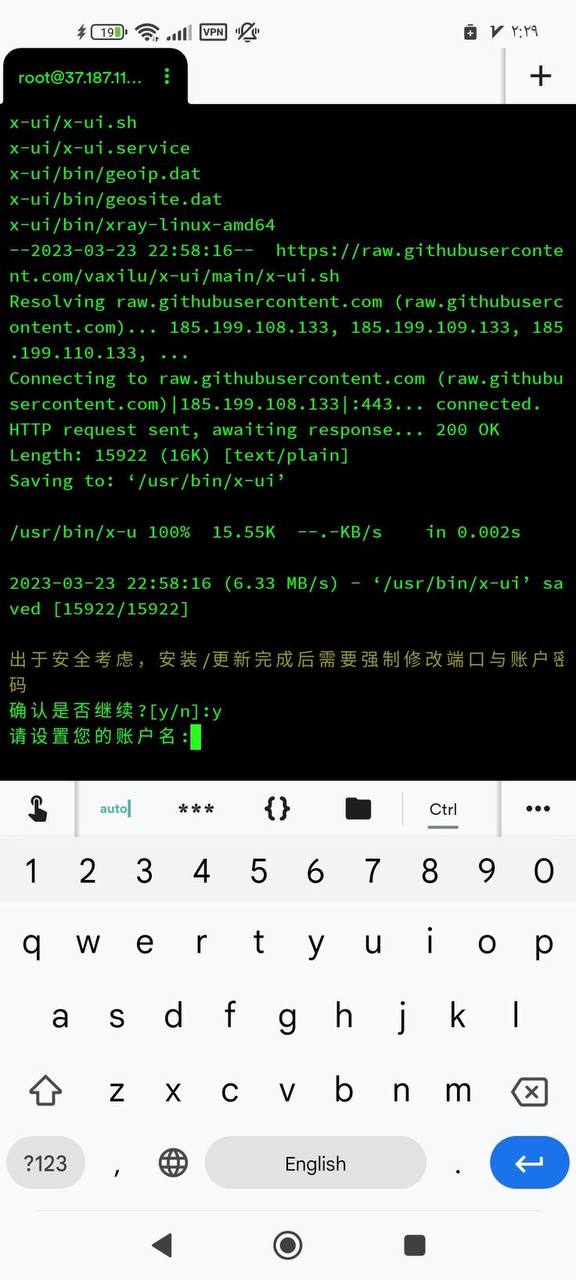 19
VPN
۲:۲۹
root@37.187.11...
+
x-ui/x-ui.sh
x-ui/x-ui.service
x-ui/bin/geoip.dat
x-ui/bin/geosite.dat
x-ui/bin/xray-linux-amd64
--2023-03-23 22:58:16--  https://raw.githubuserconte
nt.com/vaxilu/x-ui/main/x-ui.sh
Resolving raw.githubusercontent.com (raw.githubuserc
ontent.com)... 185.199.108.133, 185.199.109.133, 185
.199.110.133, ...
Connecting to raw.githubusercontent.com (raw.githubu
sercontent.com)|185.199.108.133|:443... connected.
HTTP request sent, awaiting response... 200 OK
Length: 15922 (16K) [text/plain]
Saving to: ‘/usr/bin/x-ui’
/usr/bin/x-u 100%  15.55K  --.-KB/s    in 0.002s
2023-03-23 22:58:16 (6.33 MB/s) - ‘/usr/bin/x-ui’ sa
ved [15922/15922]
出于安全考虑，安装/更新完成后需要强制修改端口与账户密
码
确认是否继续?[y/n]:y
请设置您的账户名:
auto *** {} Ctrl
1 2 3 4 5 6 7 8 9 0
q w e r t y u i o p
a s d f g h j k l
z x c v b n m
?123 , English .